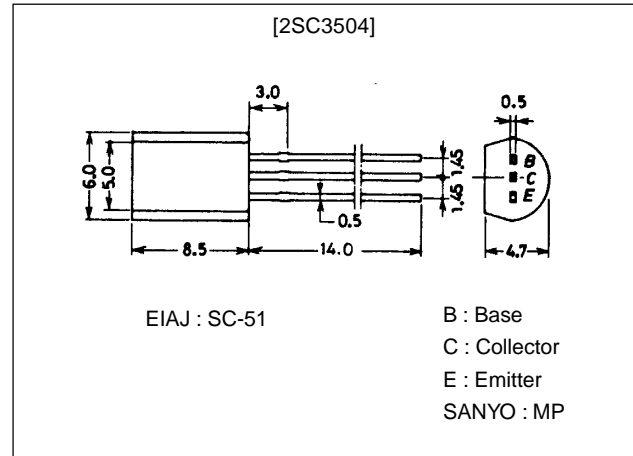 [2SC3504]
3.0
0.5
6.0
5.0
1.45
1.45
B
C
E
0.5
8.5
14.0
4.7
EIAJ : SC-51
B : Base
C : Collector
E : Emitter
SANYO : MP